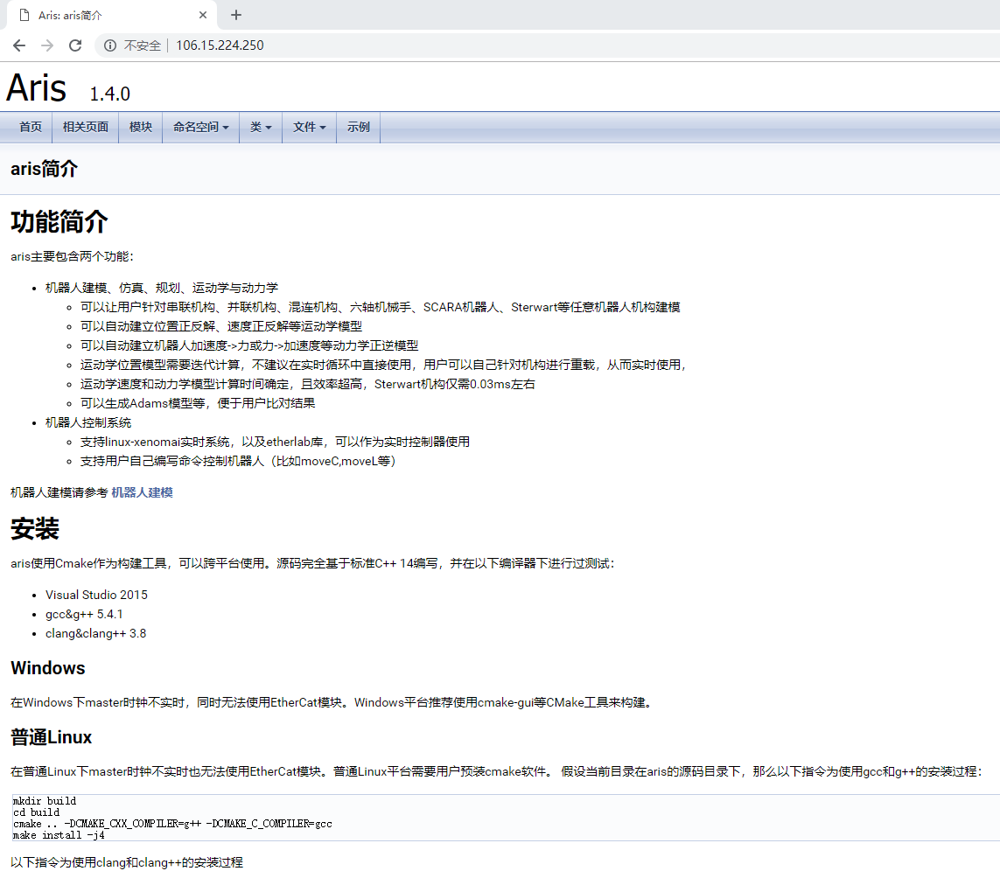 Aris: aris简介
不安全 106.15.224.250
Aris 1.4.0
首页 相关页面 模块 命名空间 类 文件 示例
aris简介
功能简介
aris主要包含两个功能：
机器人建模、仿真、规划、运动学与动力学
可以让用户针对串联机构、并联机构、混连机构、六轴机械手、SCARA机器人、Sterwart等任意机器人机构建模
可以自动建立位置正反解、速度正反解等运动学模型
可以自动建立机器人加速度->力或力->加速度等动力学正逆模型
运动学位置模型需要迭代计算，不建议在实时循环中直接使用，用户可以自己针对机构进行重载，从而实时使用，
运动学速度和动力学模型计算时间确定，且效率超高，Sterwart机构仅需0.03ms左右
可以生成Adams模型等，便于用户比对结果
机器人控制系统
支持linux-xenomai实时系统，以及etherlab库，可以作为实时控制器使用
支持用户自己编写命令控制机器人（比如moveC,moveL等）
机器人建模请参考 机器人建模
安装
aris使用Cmake作为构建工具，可以跨平台使用。源码完全基于标准C++ 14编写，并在以下编译器下进行过测试：
Visual Studio 2015
gcc&g++ 5.4.1
clang&clang++ 3.8
Windows
在Windows下master时钟不实时，同时无法使用EtherCat模块。Windows平台推荐使用cmake-gui等CMake工具来构建。
普通Linux
在普通Linux下master时钟不实时也无法使用EtherCat模块。普通Linux平台需要用户预装cmake软件。 假设当前目录在aris的源码目录下，那么以下指令为使用gcc和g++的安装过程：
mkdir build
cd build
cmake .. -DCMAKE_CXX_COMPILER=g++ -DCMAKE_C_COMPILER=gcc
make install -j4
以下指令为使用clang和clang++的安装过程